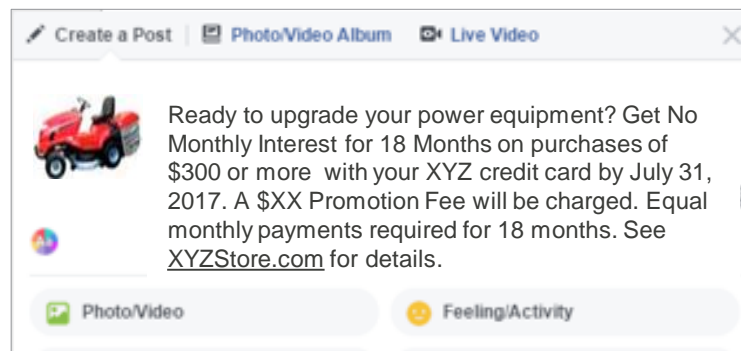 Create a Post | Photo/Video Album Live Video
Ready to upgrade your power equipment? Get No
Monthly Interest for 18 Months on purchases of
$300 or more with your XYZ credit card by July 31,
2017. A $XX Promotion Fee will be charged. Equal
monthly payments required for 18 months. See
XYZStore.com for details.
Aa
Photo/Video Feeling/Activity